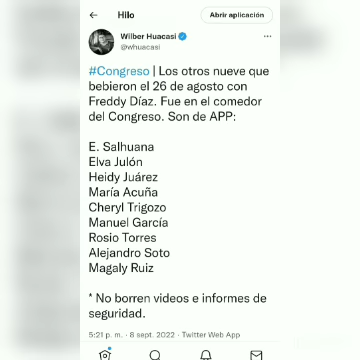 Hilo
Abrir aplicación
Wilber Huacasi
@whuacasi
#Congreso | Los otros nueve que
bebieron el 26 de agosto con
Freddy Díaz. Fue en el comedor
del Congreso. Son de APP:
E. Salhuana
Elva Julón
Heidy Juárez
María Acuña
Cheryl Trigozo
Manuel García
Rosio Torres
Alejandro Soto
Magaly Ruiz
* No borren videos e informes de
seguridad.
5:21 p. m. · 8 sept. 2022 · Twitter Web App